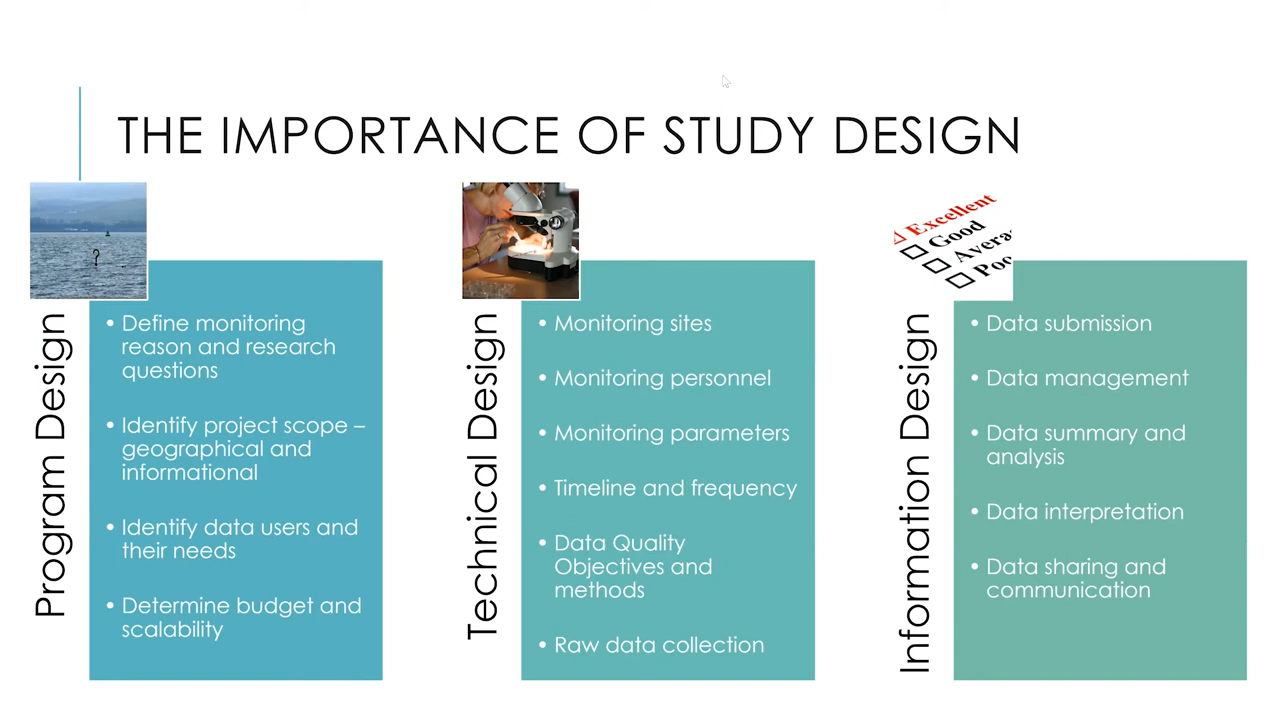 THE IMPORTANCE OF STUDY DESIGN
?
Program Design
• Define monitoring
reason and research
questions
• Identify project scope –
geographical and
informational
• Identify data users and
their needs
• Determine budget and
scalability
Technical Design
• Monitoring sites
• Monitoring personnel
• Monitoring parameters
• Timeline and frequency
• Data Quality
Objectives and
methods
• Raw data collection
Excellent
Good
Avera
Poo
Information Design
• Data submission
• Data management
• Data summary and
analysis
• Data interpretation
• Data sharing and
communication